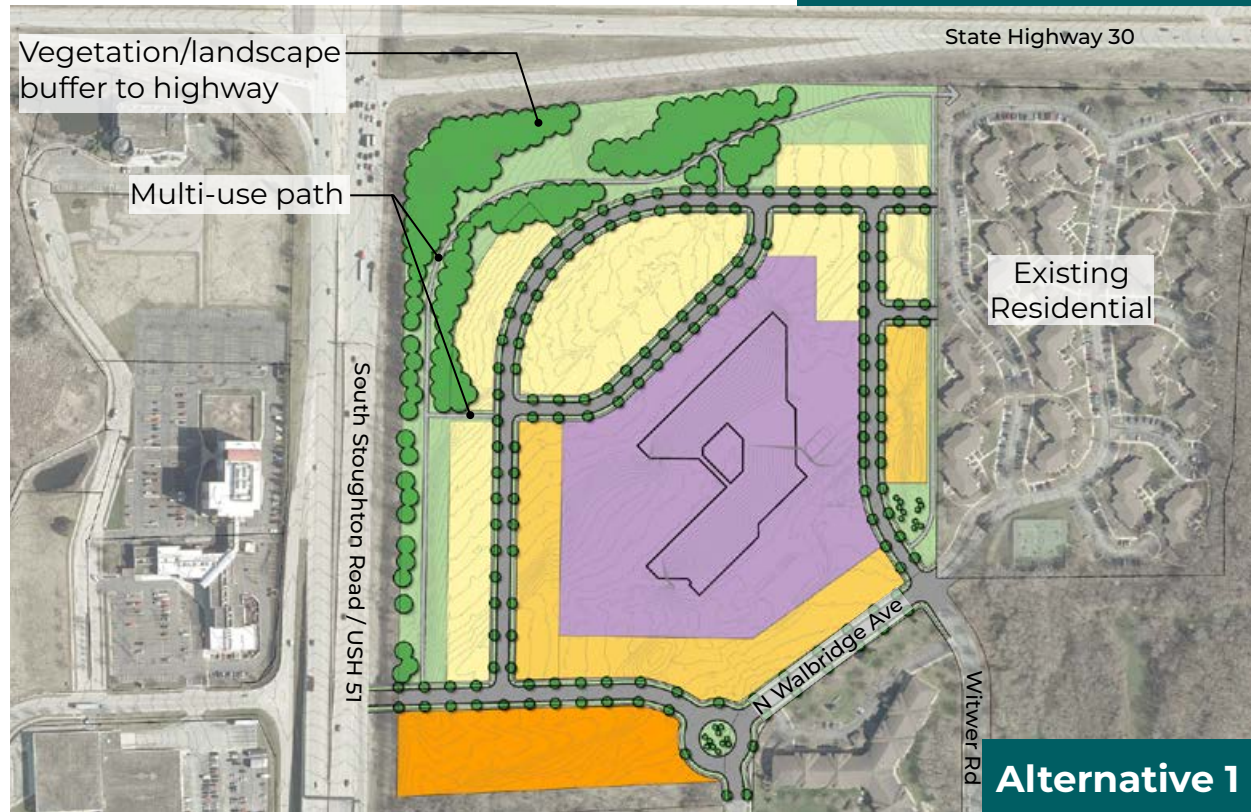 State Highway 30
Vegetation/landscape
buffer to highway
Multi-use path
Existing
Residential
South Stoughton Road / USH 51
N Walbridge Ave
Witwer Rd
Alternative 1